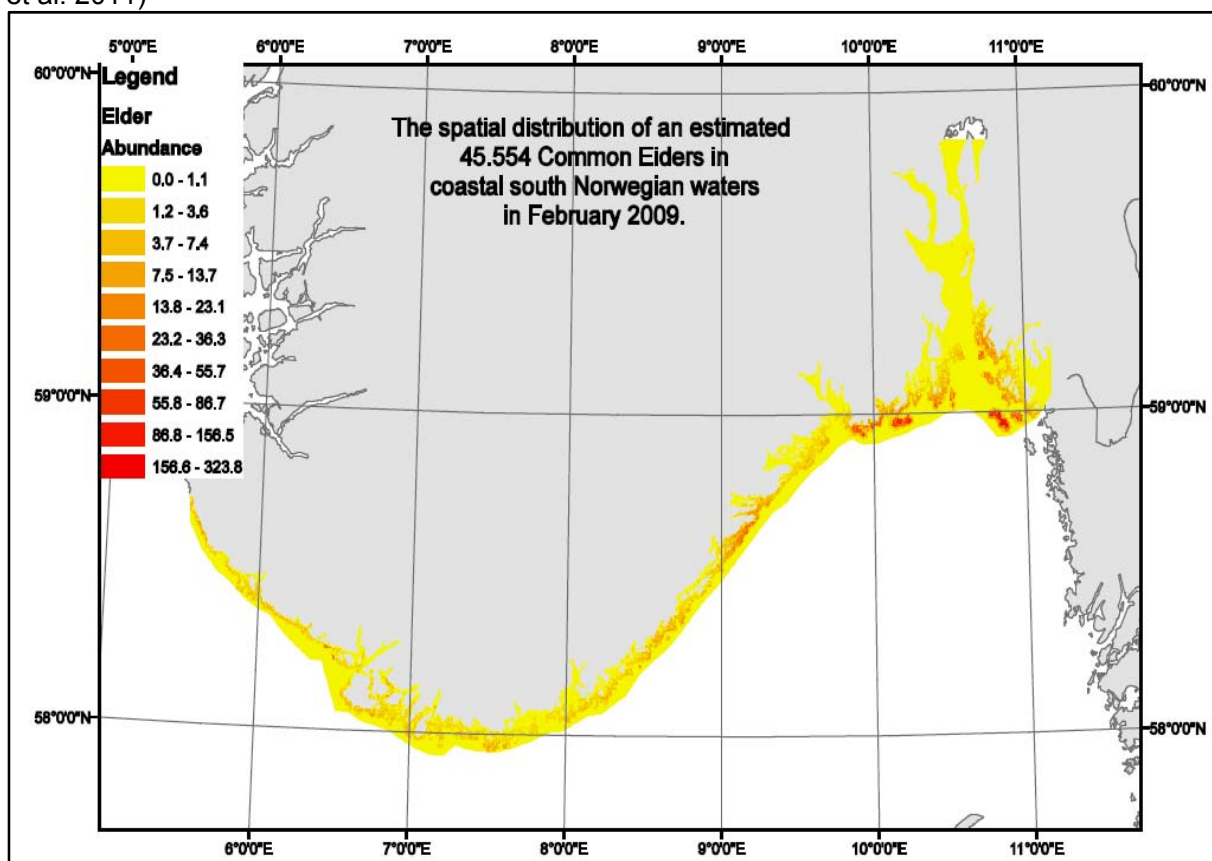 et al. 2011)
5°0'0"E 6°0'0"E 7°0'0"E 8°0'0"E 9°0'0"E 10°0'0"E 11°0'0"E
60°0'0"N 60°0'0"N
Legend
Eider
Abundance
0.0 - 1.1
1.2 - 3.6
3.7 - 7.4
7.5 - 13.7
13.8 - 23.1
23.2 - 36.3
36.4 - 55.7
55.8 - 86.7
86.8 - 156.5
156.6 - 323.8
The spatial distribution of an estimated
45.554 Common Eiders in
coastal south Norwegian waters
in February 2009.
59°0'0"N 59°0'0"N
58°0'0"N 58°0'0"N
6°0'0"E 7°0'0"E 8°0'0"E 9°0'0"E 10°0'0"E 11°0'0"E